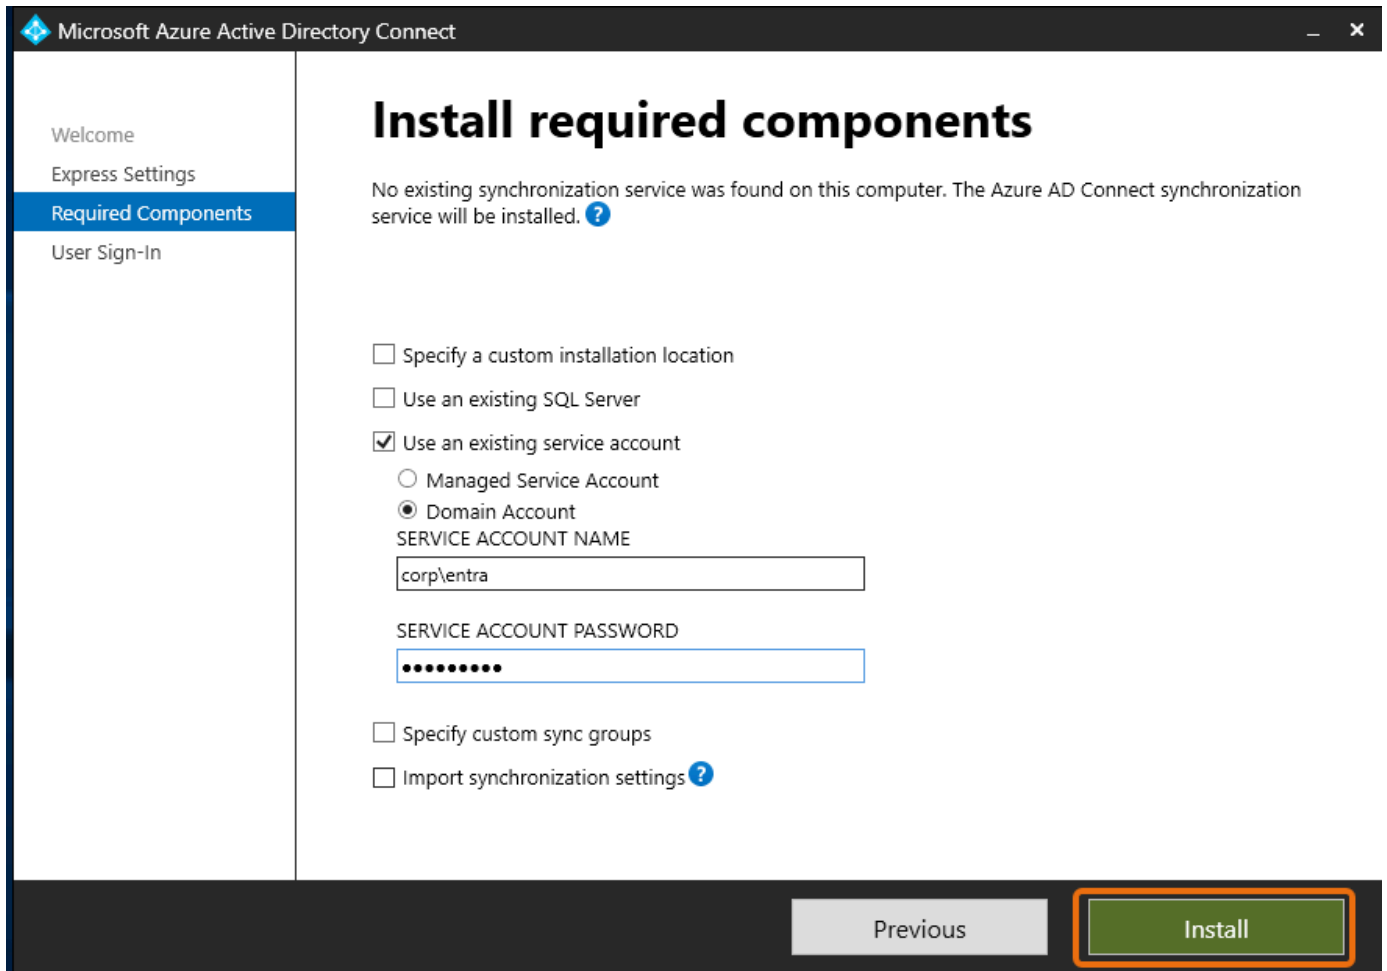 Microsoft Azure Active Directory Connect
Welcome
Express Settings
Required Components
User Sign-In
Install required components
No existing synchronization service was found on this computer. The Azure AD Connect synchronization
service will be installed. ?
Specify a custom installation location
Use an existing SQL Server
Use an existing service account
Managed Service Account
Domain Account
SERVICE ACCOUNT NAME
corp\entra
SERVICE ACCOUNT PASSWORD
•••••••••
Specify custom sync groups
Import synchronization settings ?
Previous
Install